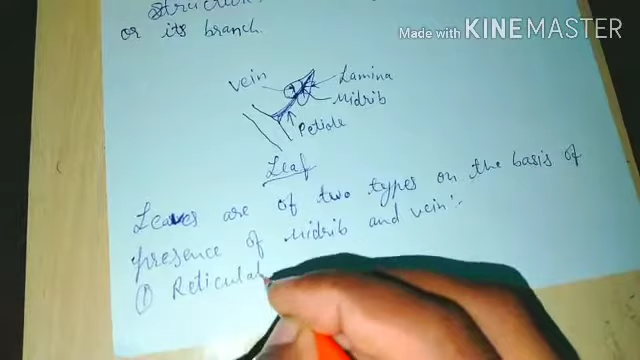 or its branch.
Made with KINEMASTER
vein
Lamina
Midrib
Petiole
Leaf
Leaves are of two types on the basis of
presence of Midrib and vein:-
① Reticulat